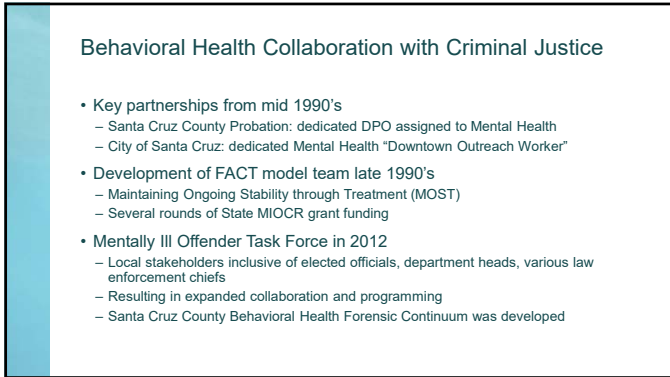 Behavioral Health Collaboration with Criminal Justice
• Key partnerships from mid 1990’s
– Santa Cruz County Probation: dedicated DPO assigned to Mental Health
– City of Santa Cruz: dedicated Mental Health “Downtown Outreach Worker”
• Development of FACT model team late 1990’s
– Maintaining Ongoing Stability through Treatment (MOST)
– Several rounds of State MIOCR grant funding
• Mentally Ill Offender Task Force in 2012
– Local stakeholders inclusive of elected officials, department heads, various law
enforcement chiefs
– Resulting in expanded collaboration and programming
– Santa Cruz County Behavioral Health Forensic Continuum was developed